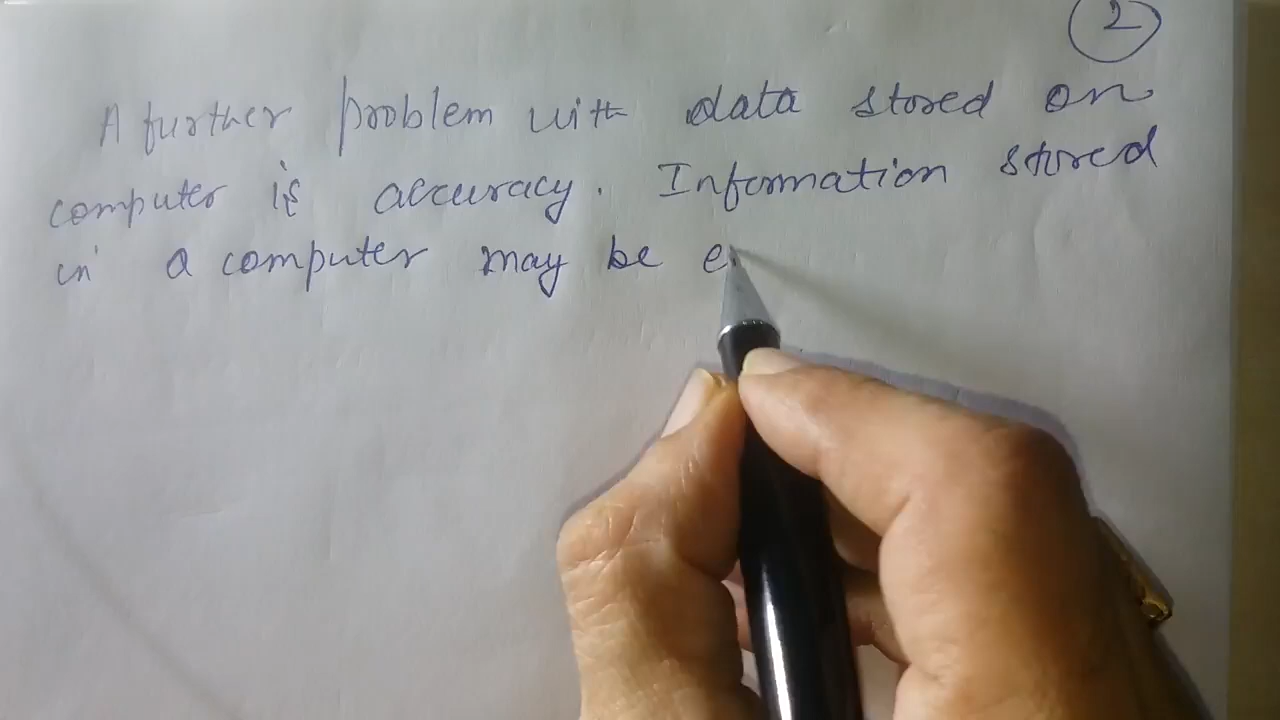 2
A further problem with data stored on
computer is accuracy. Information stored
in a computer may be e